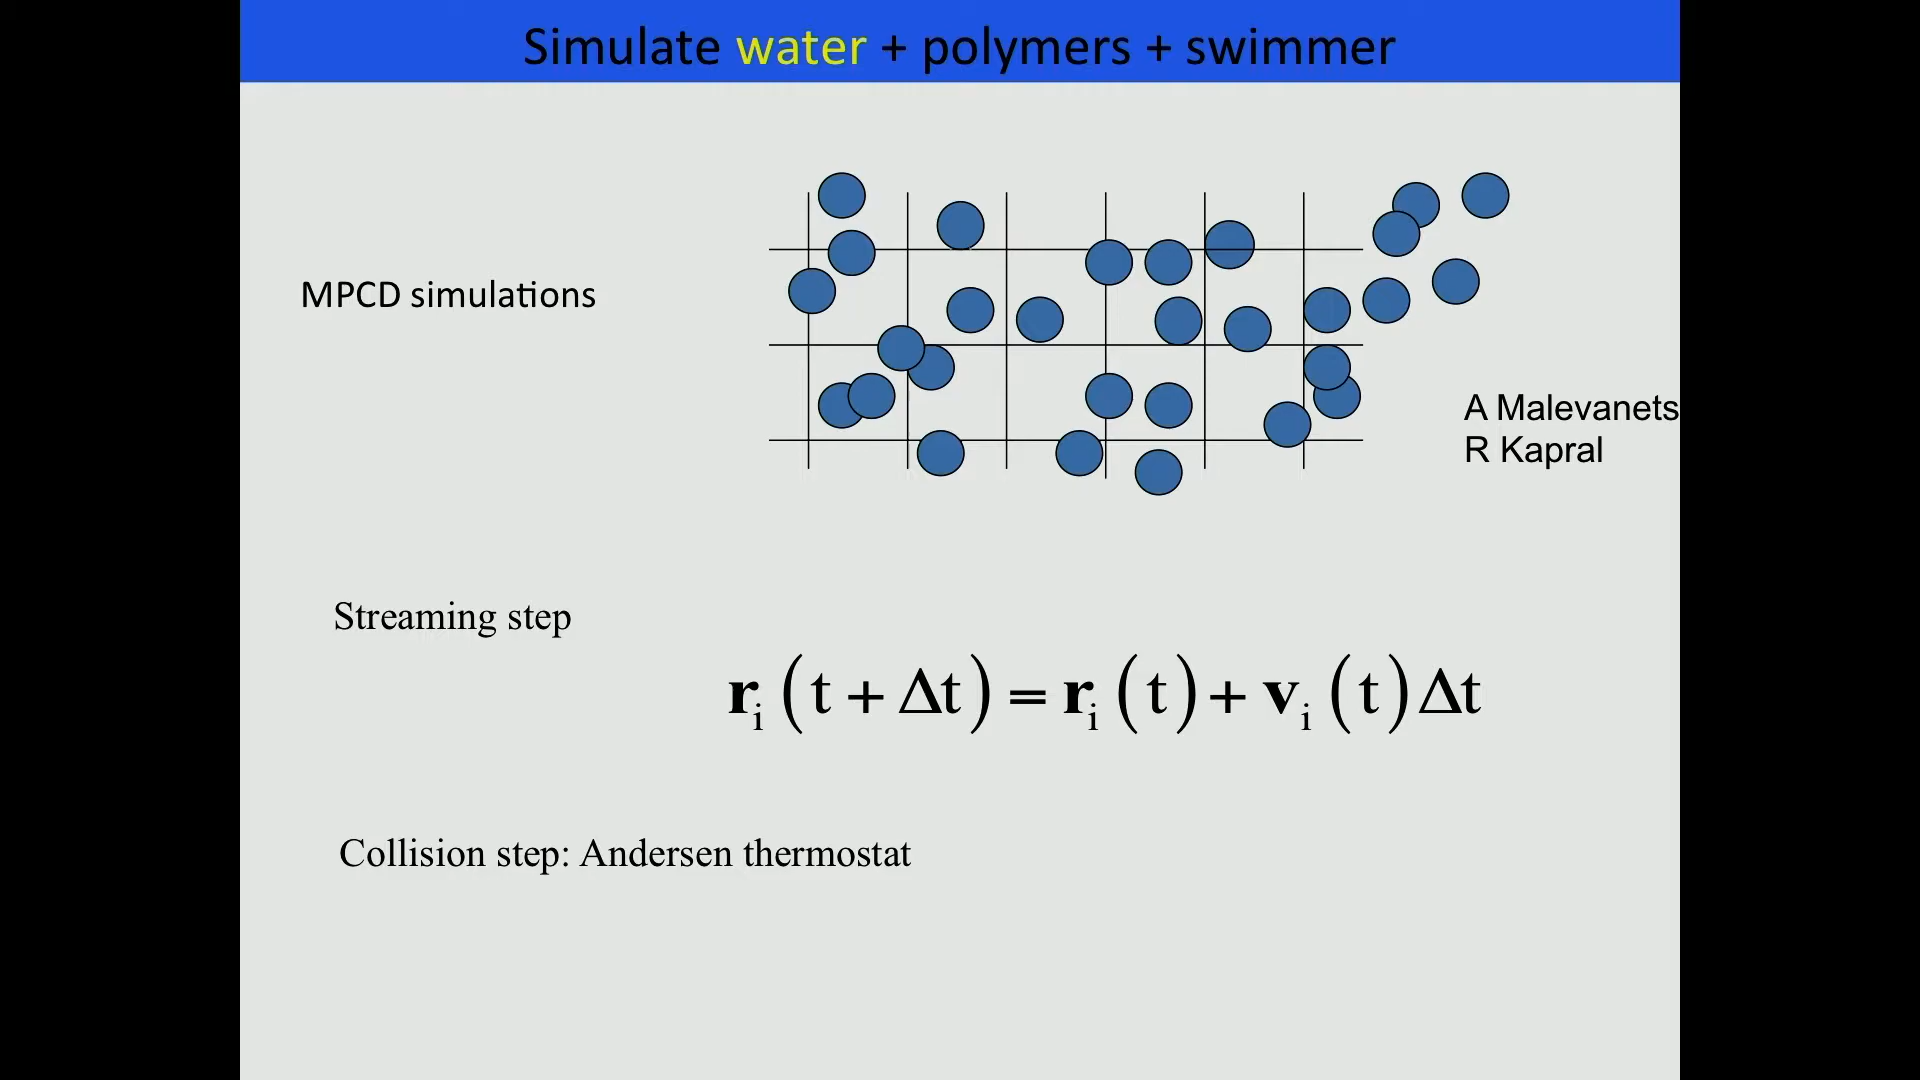 Simulate water + polymers + swimmer
MPCD simulations
A Malevanets
R Kapral
Streaming step
𝐫ᵢ(t + Δt) = 𝐫ᵢ(t) + 𝐯ᵢ(t)Δt
Collision step: Andersen thermostat